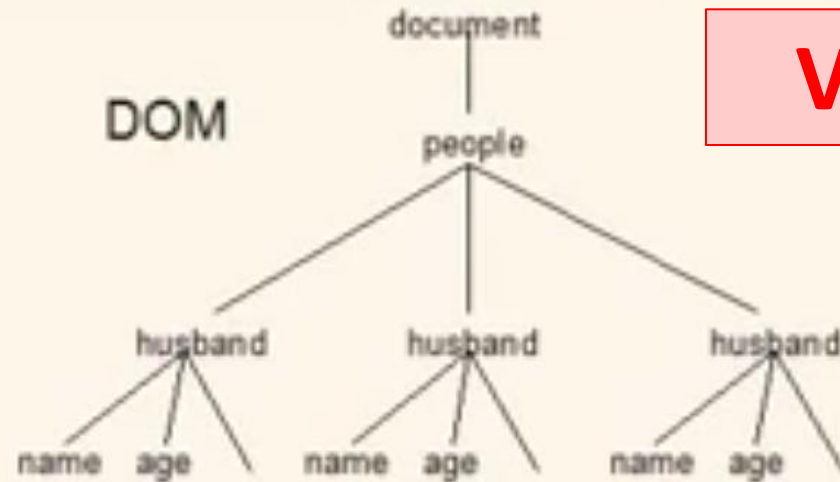 document
V
DOM
people
husband husband husband
name age name age name age